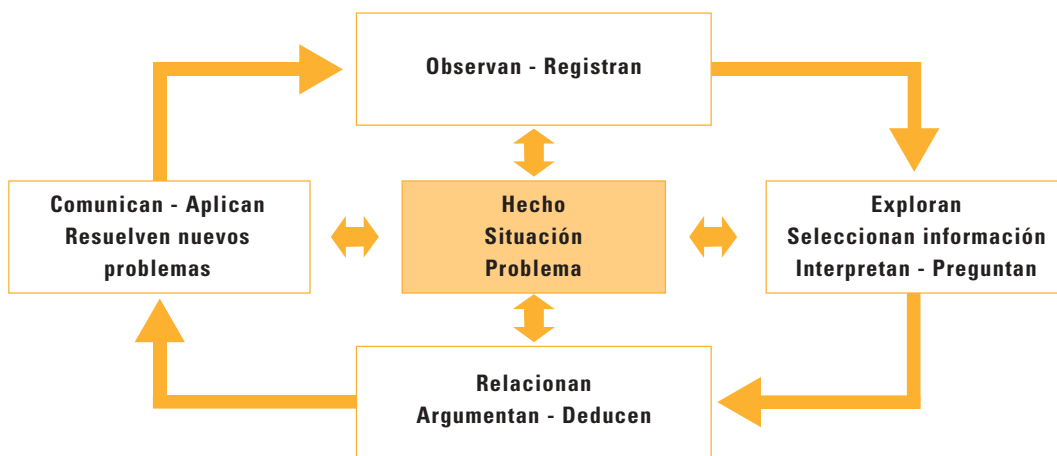 Observan - Registran
Comunican - Aplican
Resuelven nuevos
problemas
Hecho
Situación
Problema
Exploran
Seleccionan información
Interpretan - Preguntan
Relacionan
Argumentan - Deducen